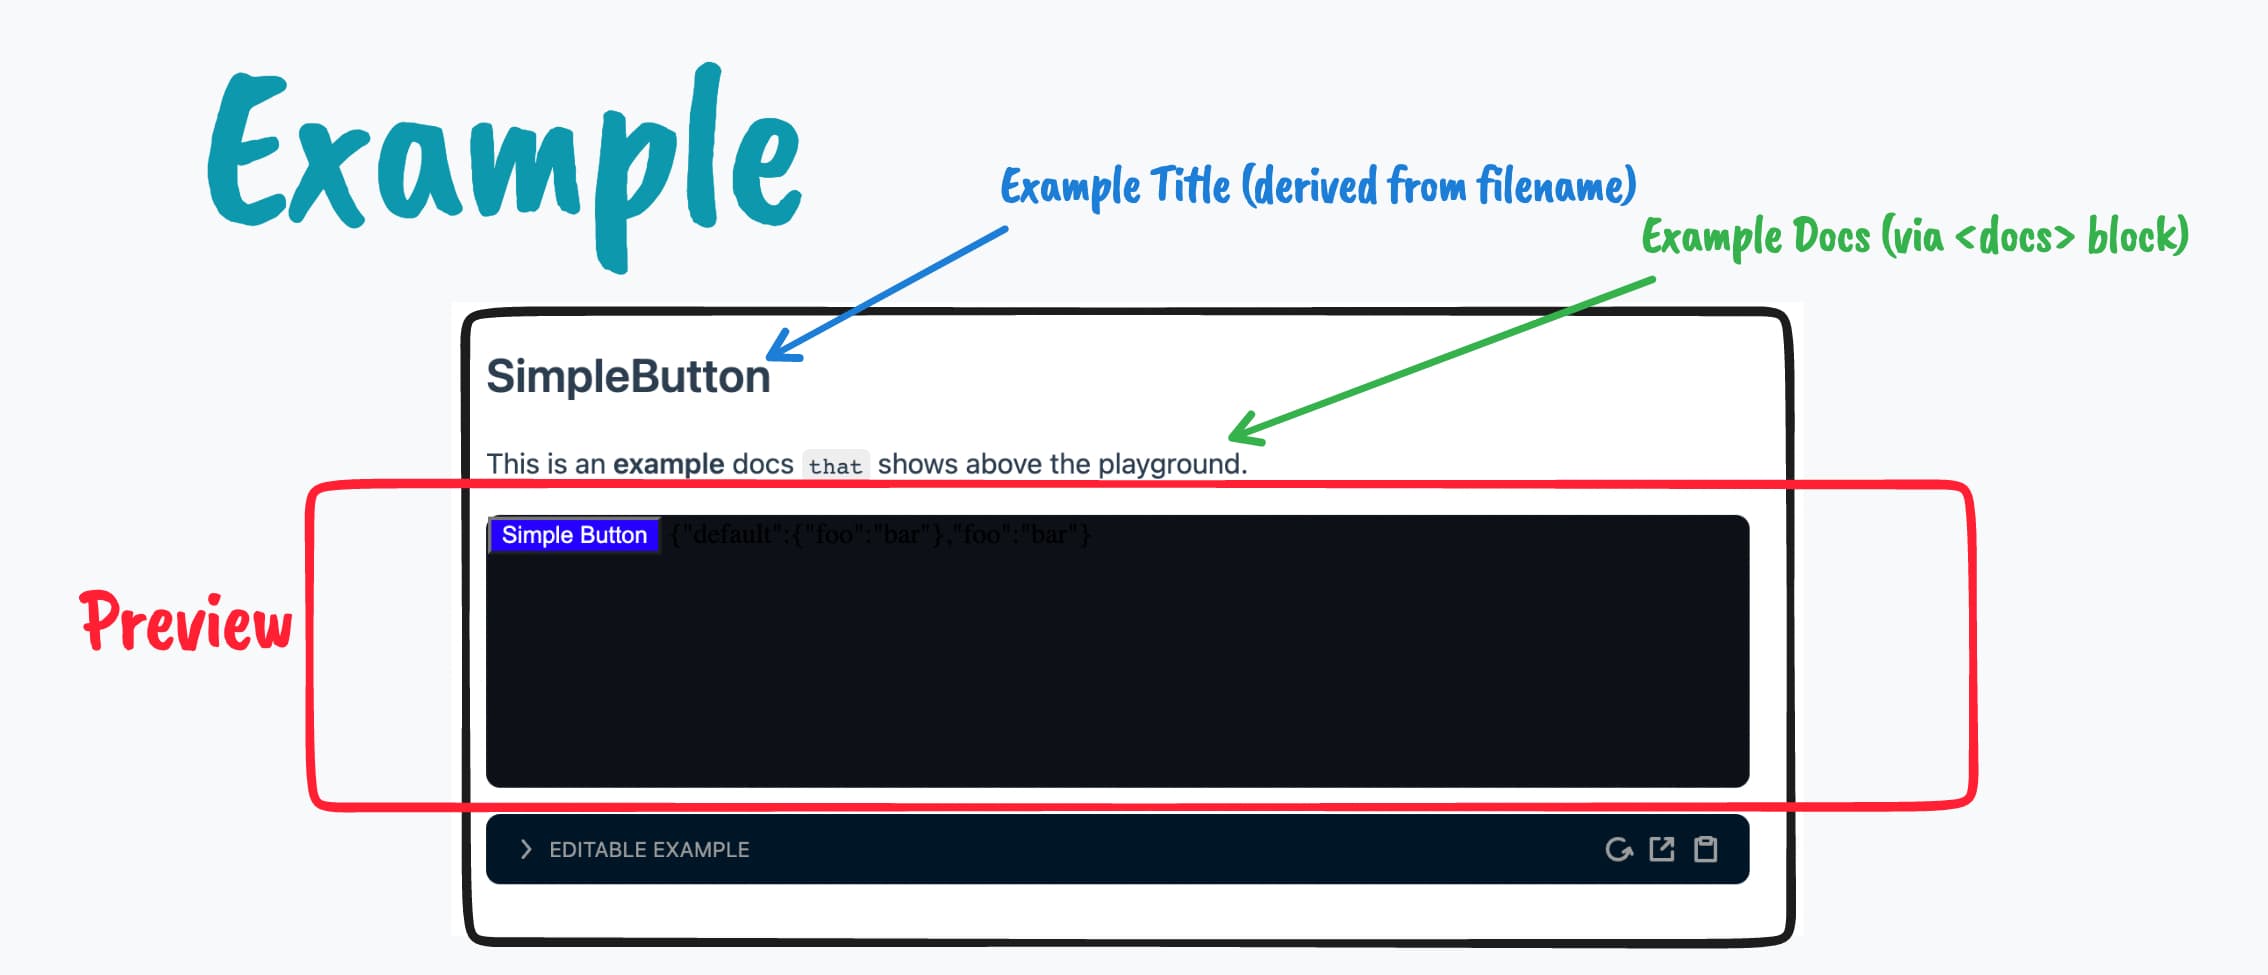 Example
Example Title (derived from filename)
Example Docs (via <docs> block)
SimpleButton
This is an example docs that shows above the playground.
Preview
Simple Button {"default":{"foo":"bar"},"foo":"bar"}
EDITABLE EXAMPLE